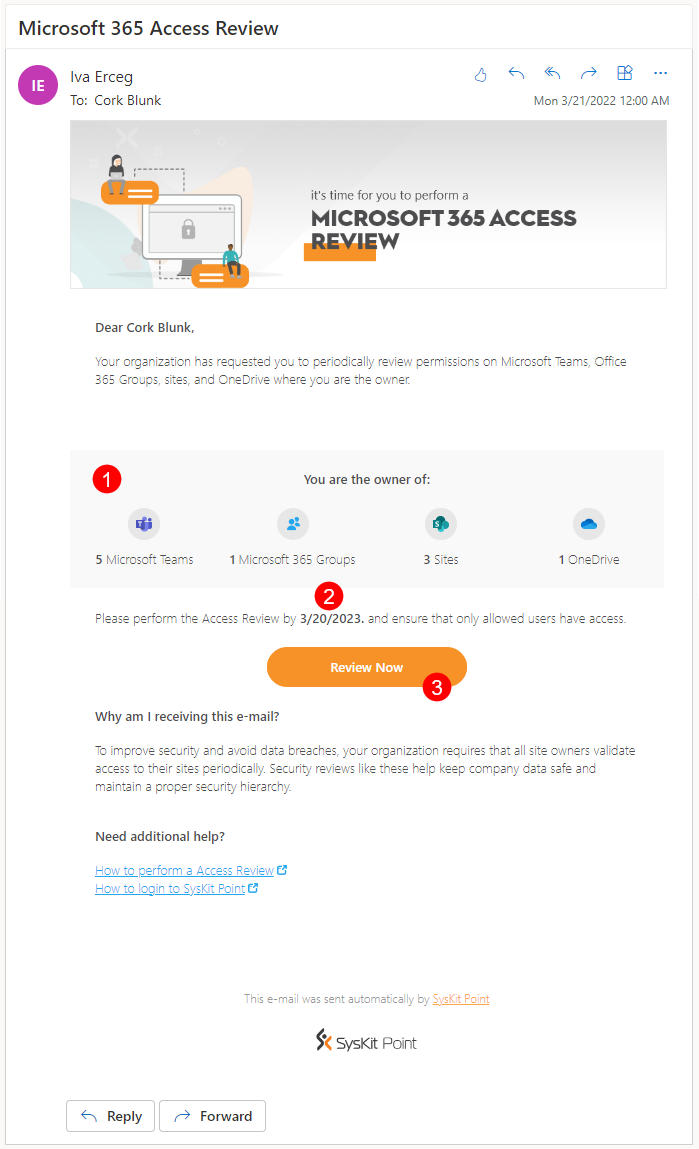 Microsoft 365 Access Review
IE
Iva Erceg
To: Cork Blunk
Mon 3/21/2022 12:00 AM
it's time for you to perform a
MICROSOFT 365 ACCESS
REVIEW
Dear Cork Blunk,
Your organization has requested you to periodically review permissions on Microsoft Teams, Office
365 Groups, sites, and OneDrive where you are the owner.
1
You are the owner of:
5 Microsoft Teams
1 Microsoft 365 Groups
3 Sites
1 OneDrive
2
Please perform the Access Review by 3/20/2023. and ensure that only allowed users have access.
Review Now
3
Why am I receiving this e-mail?
To improve security and avoid data breaches, your organization requires that all site owners validate
access to their sites periodically. Security reviews like these help keep company data safe and
maintain a proper security hierarchy.
Need additional help?
How to perform a Access Review
How to login to SysKit Point
This e-mail was sent automatically by SysKit Point
SysKit Point
Reply
Forward